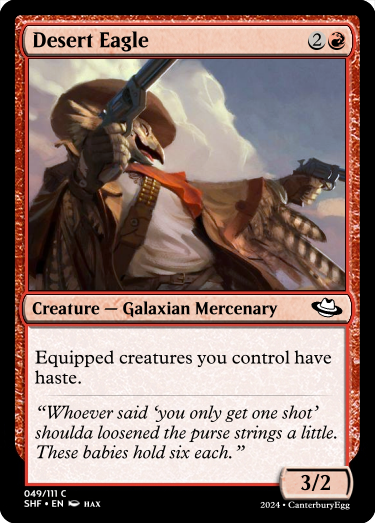 Desert Eagle 2
Creature — Galaxian Mercenary
Equipped creatures you control have
haste.
“Whoever said ‘you only get one shot’
shoulda loosened the purse strings a little.
These babies hold six each.”
3/2
049/111 C
SHF • EN HAX
2024 • CanterburyEgg